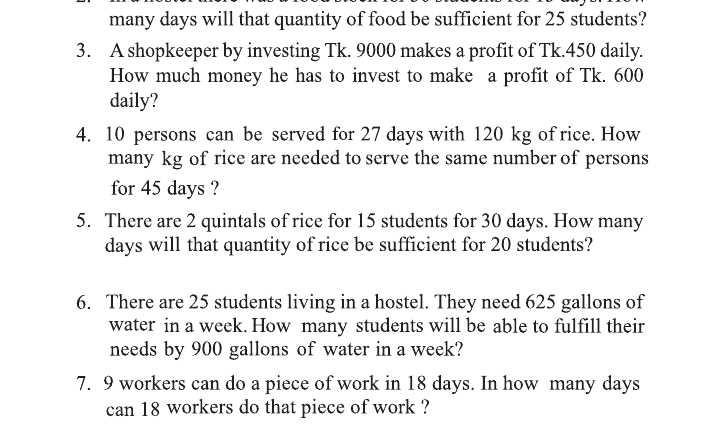 many days will that quantity of food be sufficient for 25 students?
3. A shopkeeper by investing Tk. 9000 makes a profit of Tk.450 daily.
How much money he has to invest to make a profit of Tk. 600
daily?
4. 10 persons can be served for 27 days with 120 kg of rice. How
many kg of rice are needed to serve the same number of persons
for 45 days ?
5. There are 2 quintals of rice for 15 students for 30 days. How many
days will that quantity of rice be sufficient for 20 students?
6. There are 25 students living in a hostel. They need 625 gallons of
water in a week. How many students will be able to fulfill their
needs by 900 gallons of water in a week?
7. 9 workers can do a piece of work in 18 days. In how many days
can 18 workers do that piece of work ?